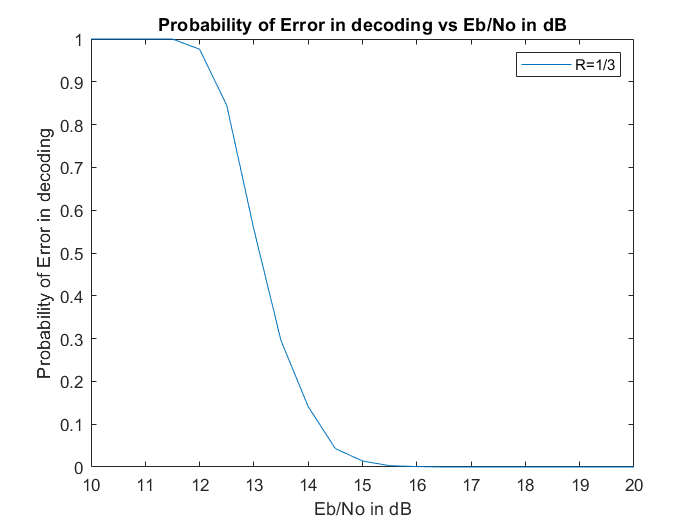 Probability of Error in decoding vs Eb/No in dB
R=1/3
1
0.9
0.8
0.7
0.6
0.5
0.4
0.3
0.2
0.1
0
Probability of Error in decoding
10 11 12 13 14 15 16 17 18 19 20
Eb/No in dB